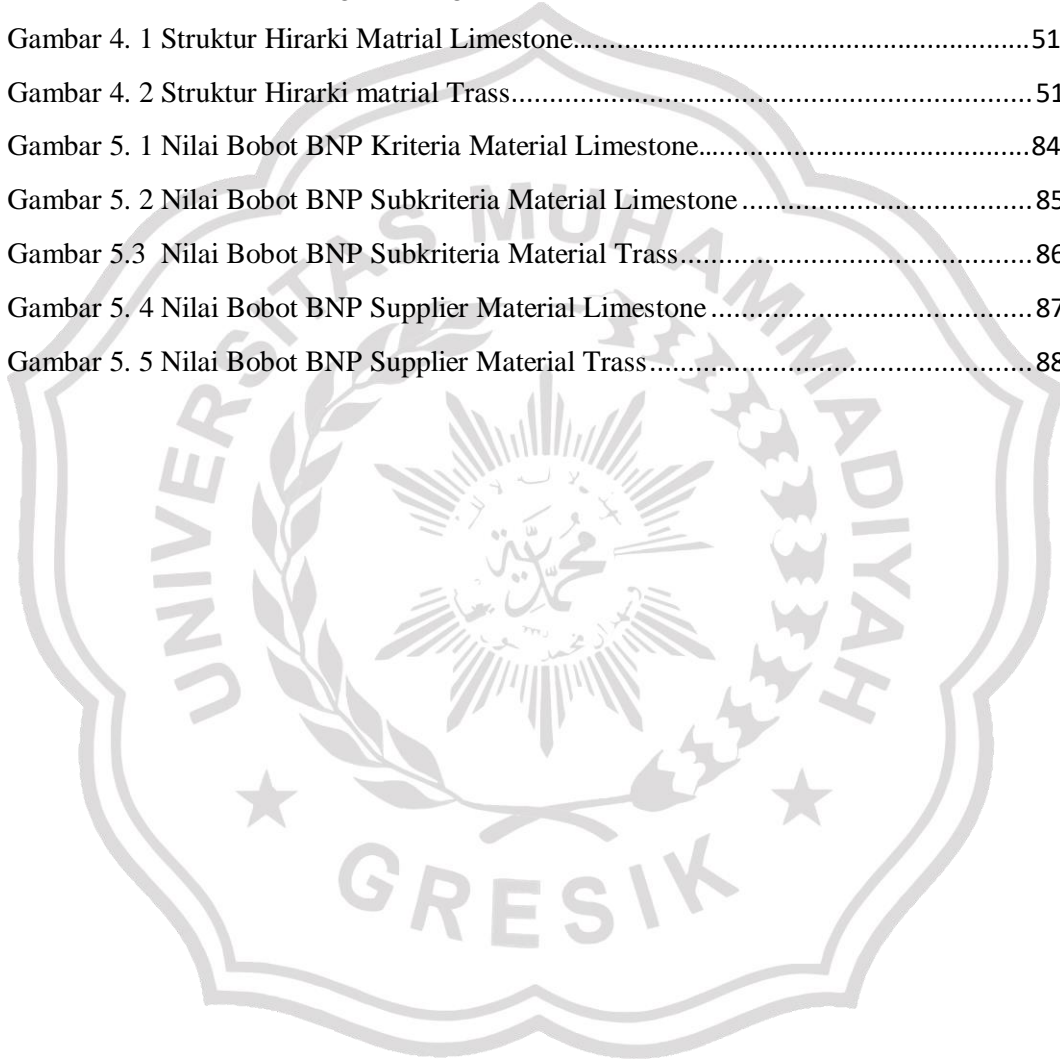 Gambar 4. 1 Struktur Hirarki Matrial Limestone............................................................51
Gambar 4. 2 Struktur Hirarki matrial Trass.....................................................................51
Gambar 5. 1 Nilai Bobot BNP Kriteria Material Limestone............................................84
Gambar 5. 2 Nilai Bobot BNP Subkriteria Material Limestone......................................85
Gambar 5.3 Nilai Bobot BNP Subkriteria Material Trass..............................................86
Gambar 5. 4 Nilai Bobot BNP Supplier Material Limestone..........................................87
Gambar 5. 5 Nilai Bobot BNP Supplier Material Trass..................................................88
UNIVERSITAS MUHAMMADIYAH
GRESIK